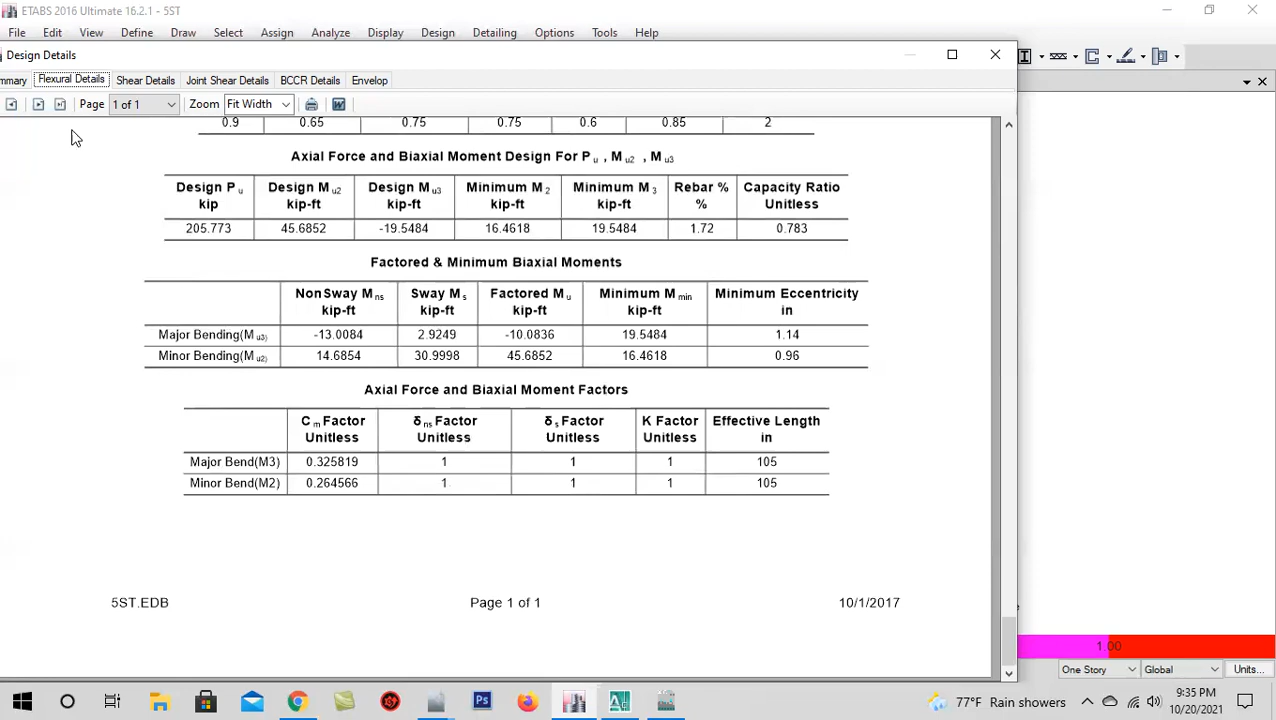 ETABS 2016 Ultimate 16.2.1 - 5ST
File Edit View Define Draw Select Assign Analyze Display Design Detailing Options Tools Help
Design Details
mmary Flexural Details Shear Details Joint Shear Details BCCR Details Envelop
Page 1 of 1 Zoom Fit Width
0.9 0.65 0.75 0.75 0.6 0.85 2
Axial Force and Biaxial Moment Design For P u , M u2 , M u3
Design P u Design M u2 Design M u3 Minimum M 2 Minimum M 3 Rebar % Capacity Ratio
kip kip-ft kip-ft kip-ft kip-ft % Unitless
205.773 45.6852 -19.5484 16.4618 19.5484 1.72 0.783
Factored & Minimum Biaxial Moments
NonSway M ns Sway M s Factored M u Minimum M min Minimum Eccentricity
kip-ft kip-ft kip-ft kip-ft in
Major Bending(M u3) -13.0084 2.9249 -10.0836 19.5484 1.14
Minor Bending(M u2) 14.6854 30.9998 45.6852 16.4618 0.96
Axial Force and Biaxial Moment Factors
C m Factor δ ns Factor δ s Factor K Factor Effective Length
Unitless Unitless Unitless Unitless in
Major Bend(M3) 0.325819 1 1 1 105
Minor Bend(M2) 0.264566 1 1 1 105
5ST.EDB Page 1 of 1 10/1/2017
1.00
One Story Global Units...
77°F Rain showers
9:35 PM
10/20/2021